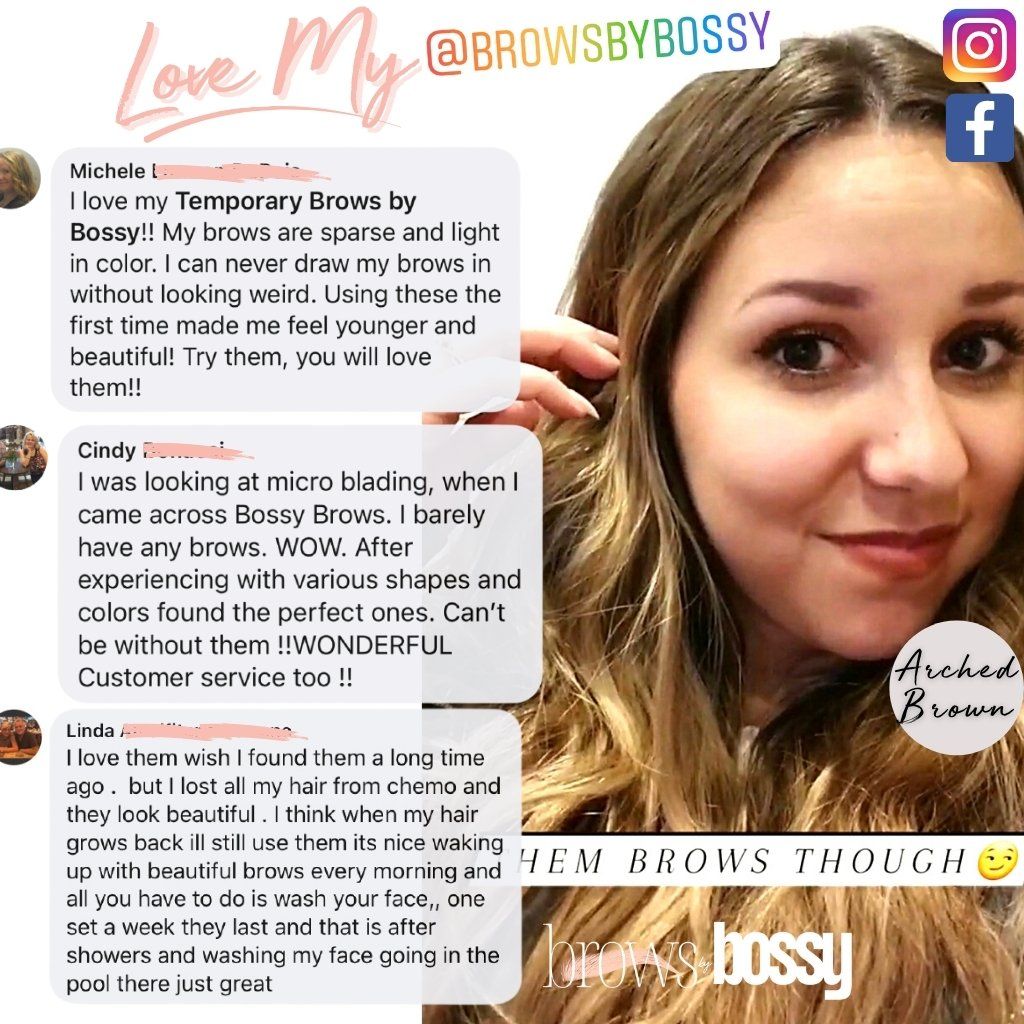 Love My
@BROWSBYBOSSY
Michele
I love my Temporary Brows by
Bossy!! My brows are sparse and light
in color. I can never draw my brows in
without looking weird. Using these the
first time made me feel younger and
beautiful! Try them, you will love
them!!
Cindy
I was looking at micro blading, when I
came across Bossy Brows. I barely
have any brows. WOW. After
experiencing with various shapes and
colors found the perfect ones. Can't
be without them !!WONDERFUL
Customer service too !!
Linda
I love them wish I found them a long time
ago .  but I lost all my hair from chemo and
they look beautiful . I think when my hair
grows back ill still use them its nice waking
up with beautiful brows every morning and
all you have to do is wash your face,, one
set a week they last and that is after
showers and washing my face going in the
pool there just great
Arched
Brown
HEM BROWS THOUGH😏
brows by bossy